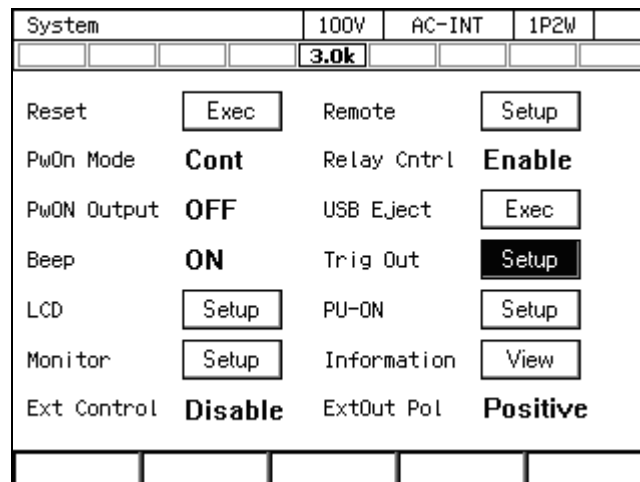 System 100V AC-INT 1P2W
3.0k
Reset Exec Remote Setup
PwOn Mode Cont Relay Cntrl Enable
PwON Output OFF USB Eject Exec
Beep ON Trig Out Setup
LCD Setup PU-ON Setup
Monitor Setup Information View
Ext Control Disable ExtOut Pol Positive